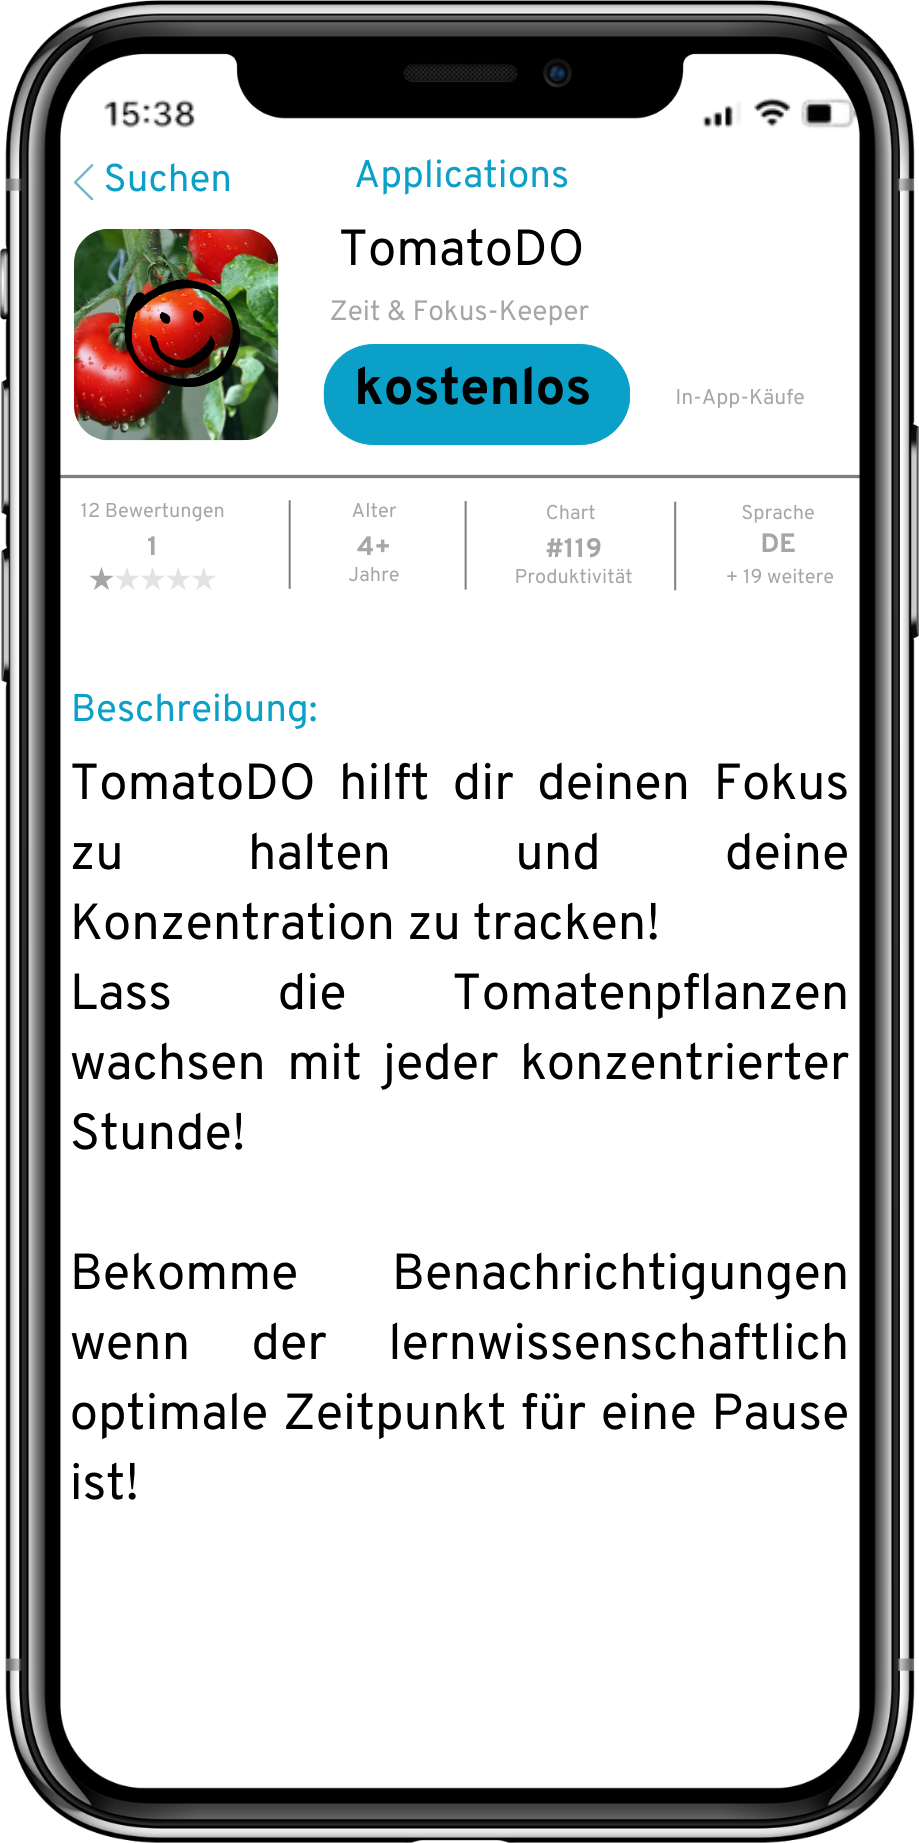 15:38
Suchen
Applications
TomatoDO
Zeit & Fokus-Keeper
kostenlos
In-App-Käufe
12 Bewertungen
1
Alter
4+
Jahre
Chart
#119
Produktivität
Sprache
DE
+ 19 weitere
Beschreibung:
TomatoDO hilft dir deinen Fokus
zu halten und deine
Konzentration zu tracken!
Lass die Tomatenpflanzen
wachsen mit jeder konzentrierter
Stunde!
Bekomme Benachrichtigungen
wenn der lernwissenschaftlich
optimale Zeitpunkt für eine Pause
ist!